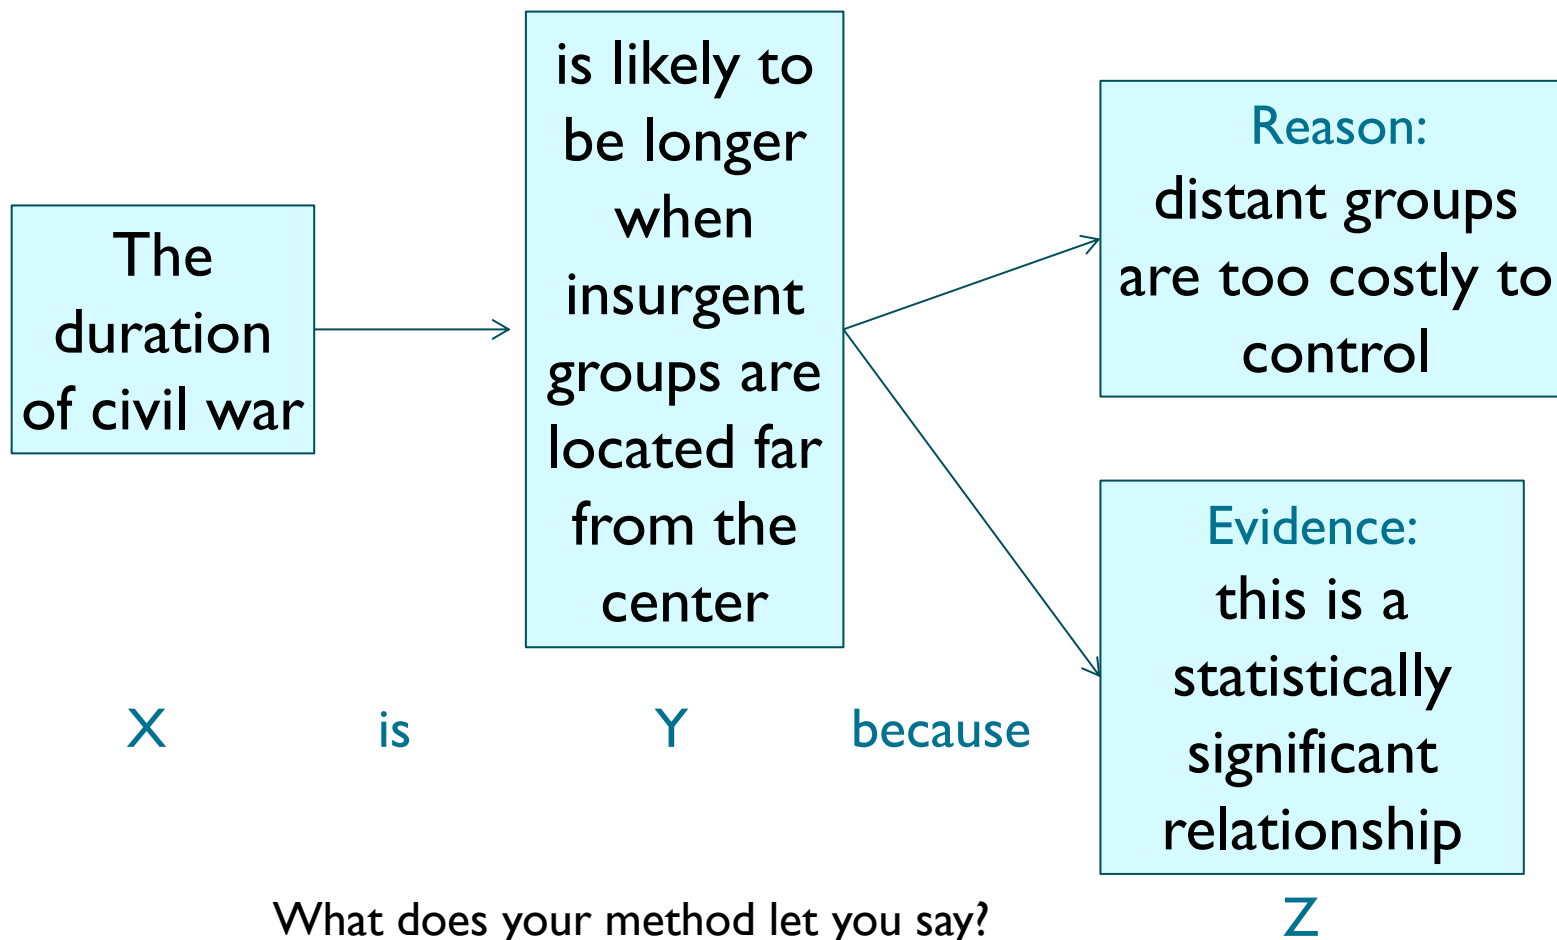 The
duration
of civil war
is likely to
be longer
when
insurgent
groups are
located far
from the
center
Reason:
distant groups
are too costly to
control
Evidence:
this is a
statistically
significant
relationship
X is Y because
Z
What does your method let you say?